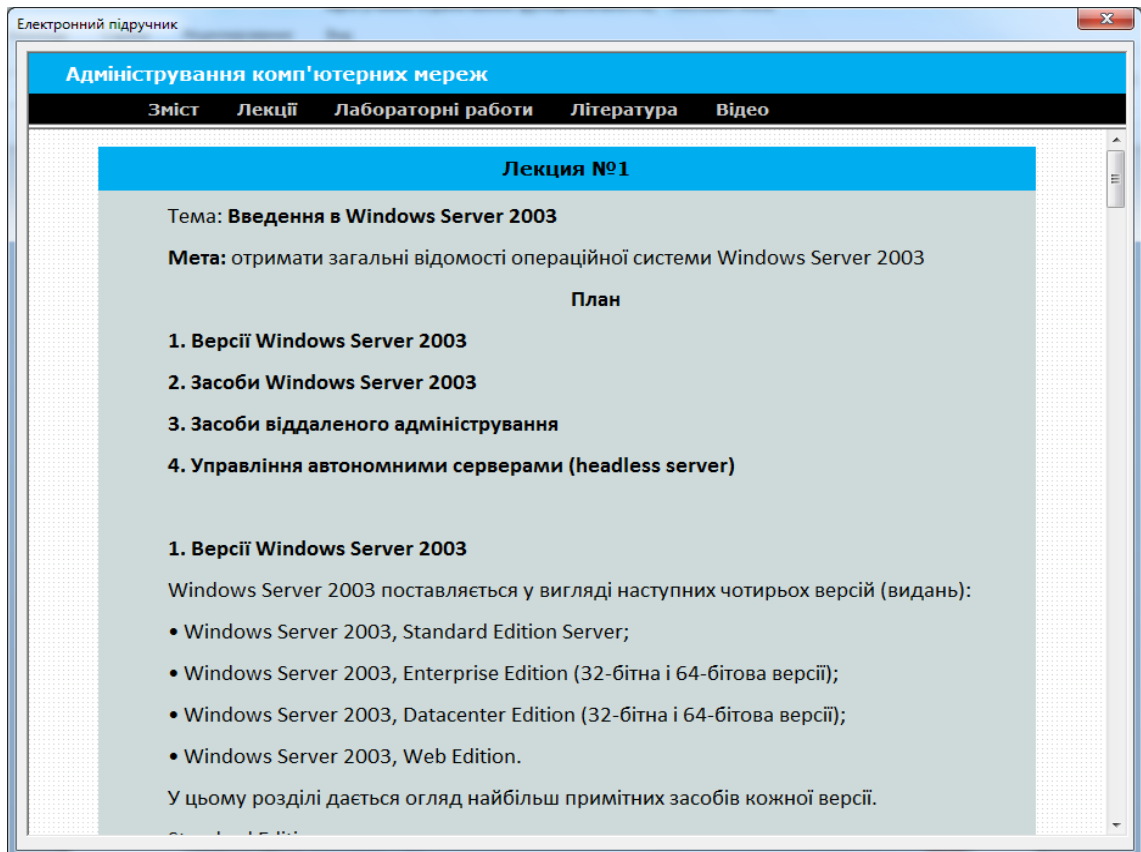 Електронний підручник
Адміністрування комп'ютерних мереж
Зміст Лекції Лабораторні работи Література Відео
Лекция №1
Тема: Введення в Windows Server 2003
Мета: отримати загальні відомості операційної системи Windows Server 2003
План
1. Версії Windows Server 2003
2. Засоби Windows Server 2003
3. Засоби віддаленого адміністрування
4. Управління автономними серверами (headless server)
1. Версії Windows Server 2003
Windows Server 2003 поставляється у вигляді наступних чотирьох версій (видань):
• Windows Server 2003, Standard Edition Server;
• Windows Server 2003, Enterprise Edition (32-бітна і 64-бітова версії);
• Windows Server 2003, Datacenter Edition (32-бітна і 64-бітова версії);
• Windows Server 2003, Web Edition.
У цьому розділі дається огляд найбільш примітних засобів кожної версії.